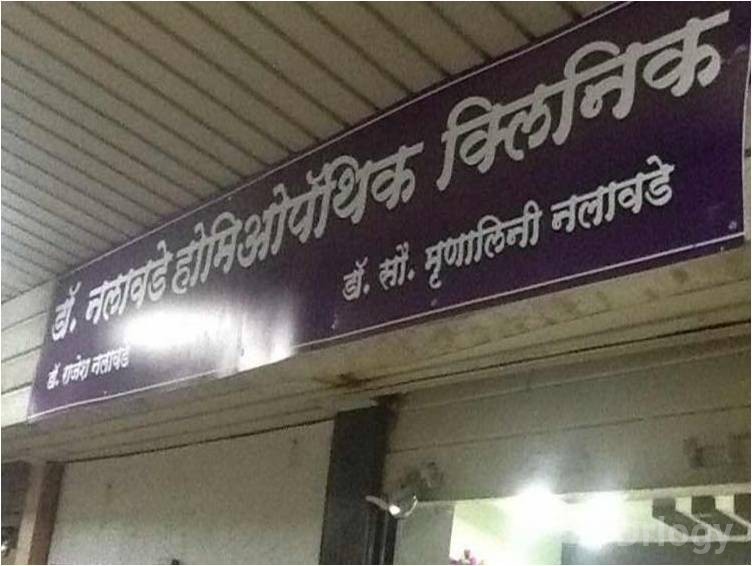 डॉ. नलावडे होमिओपॅथिक क्लिनिक
डॉ. राजेश नलावडे
डॉ. सौ. मृणालिनी नलावडे